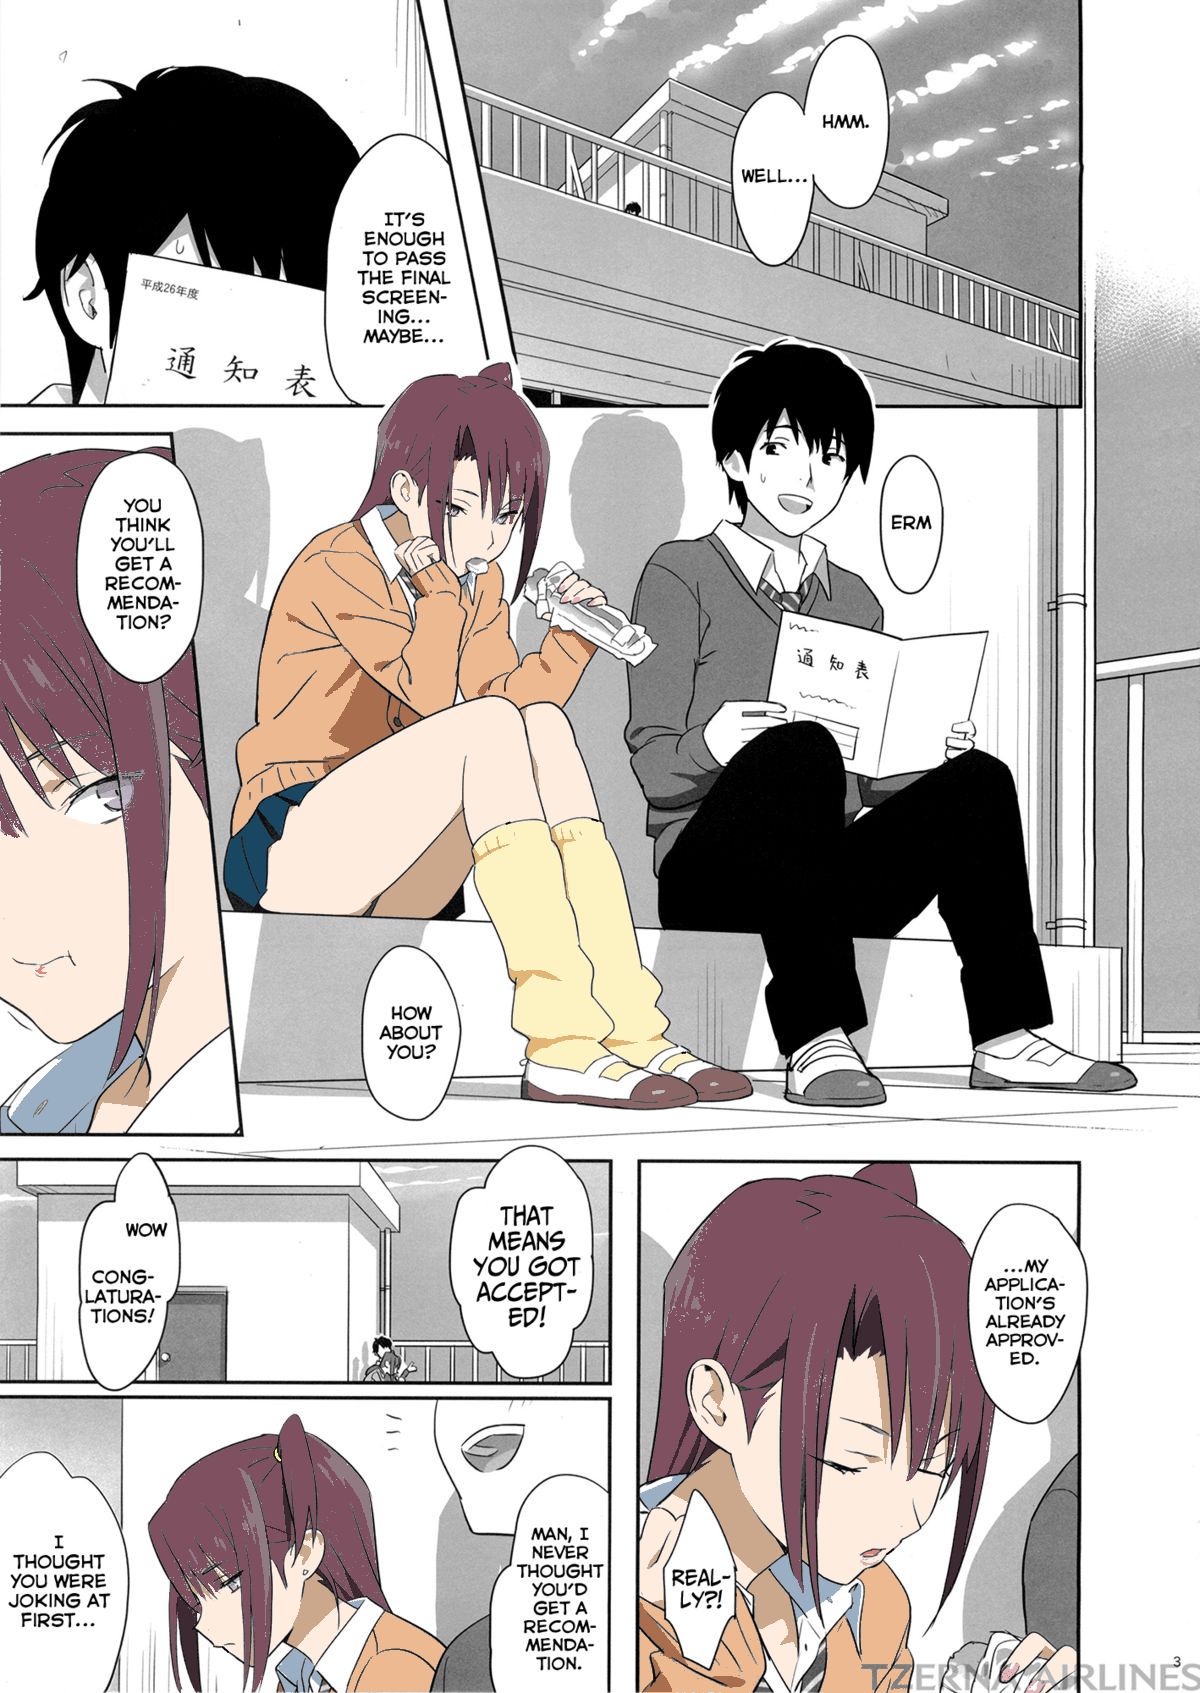 HMM.
WELL...
IT'S
ENOUGH
TO PASS
THE FINAL
SCREEN-
ING...
MAYBE...
平成26年度
通知表
ERM
通知表
YOU
THINK
YOU'LL
GET A
RECOM-
MENDA-
TION?
HOW
ABOUT
YOU?
...MY
APPLICA-
TION'S
ALREADY
APPROV-
ED.
REAL-
LY?!
THAT
MEANS
YOU GOT
ACCEPT-
ED!
WOW
CONG-
LATURA-
TIONS!
MAN, I
NEVER
THOUGHT
YOU'D
GET A
RECOM-
MENDA-
TION.
I
THOUGHT
YOU WERE
JOKING AT
FIRST...
3
AIRLINES